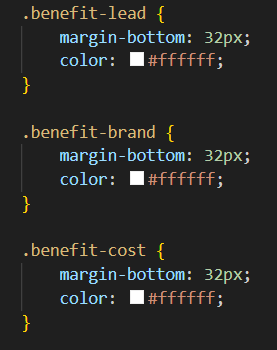 .benefit-lead {
    margin-bottom: 32px;
    color: #ffffff;
}

.benefit-brand {
    margin-bottom: 32px;
    color: #ffffff;
}

.benefit-cost {
    margin-bottom: 32px;
    color: #ffffff;
}